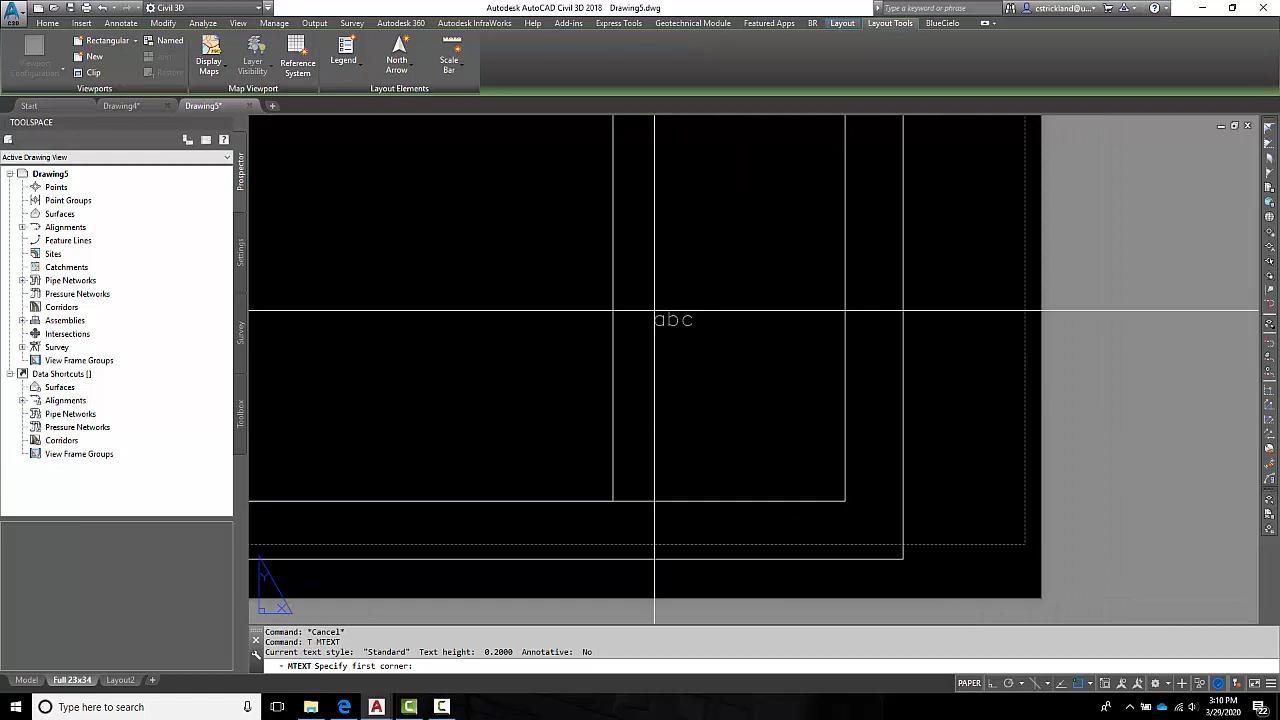 Civil 3D
Autodesk AutoCAD Civil 3D 2018   Drawing5.dwg
Type a keyword or phrase
cstrickland@u...
Home Insert Annotate Modify Analyze View Manage Output Survey Autodesk 360 Autodesk InfraWorks Help Add-ins Express Tools Geotechnical Module Featured Apps BR Layout Layout Tools BlueCielo
Viewport Configuration
Rectangular Named
New Join
Clip Restore
Display Maps
Layer Visibility
Reference System
Legend
North Arrow
Scale Bar
Viewports Map Viewport Layout Elements
Start Drawing4* Drawing5*
TOOLSPACE
Active Drawing View
Drawing5
Points
Point Groups
Surfaces
Alignments
Feature Lines
Sites
Catchments
Pipe Networks
Pressure Networks
Corridors
Assemblies
Intersections
Survey
View Frame Groups
Data Shortcuts []
Surfaces
Alignments
Pipe Networks
Pressure Networks
Corridors
View Frame Groups
Prospector
Settings
Survey
Toolbox
abc
Y
X
Command: *Cancel*
Command: T MTEXT
Current text style:  "Standard"  Text height:  0.2000  Annotative:  No
MTEXT Specify first corner:
Model Full 23x34 Layout2 +
PAPER
Type here to search
3:10 PM
3/29/2020